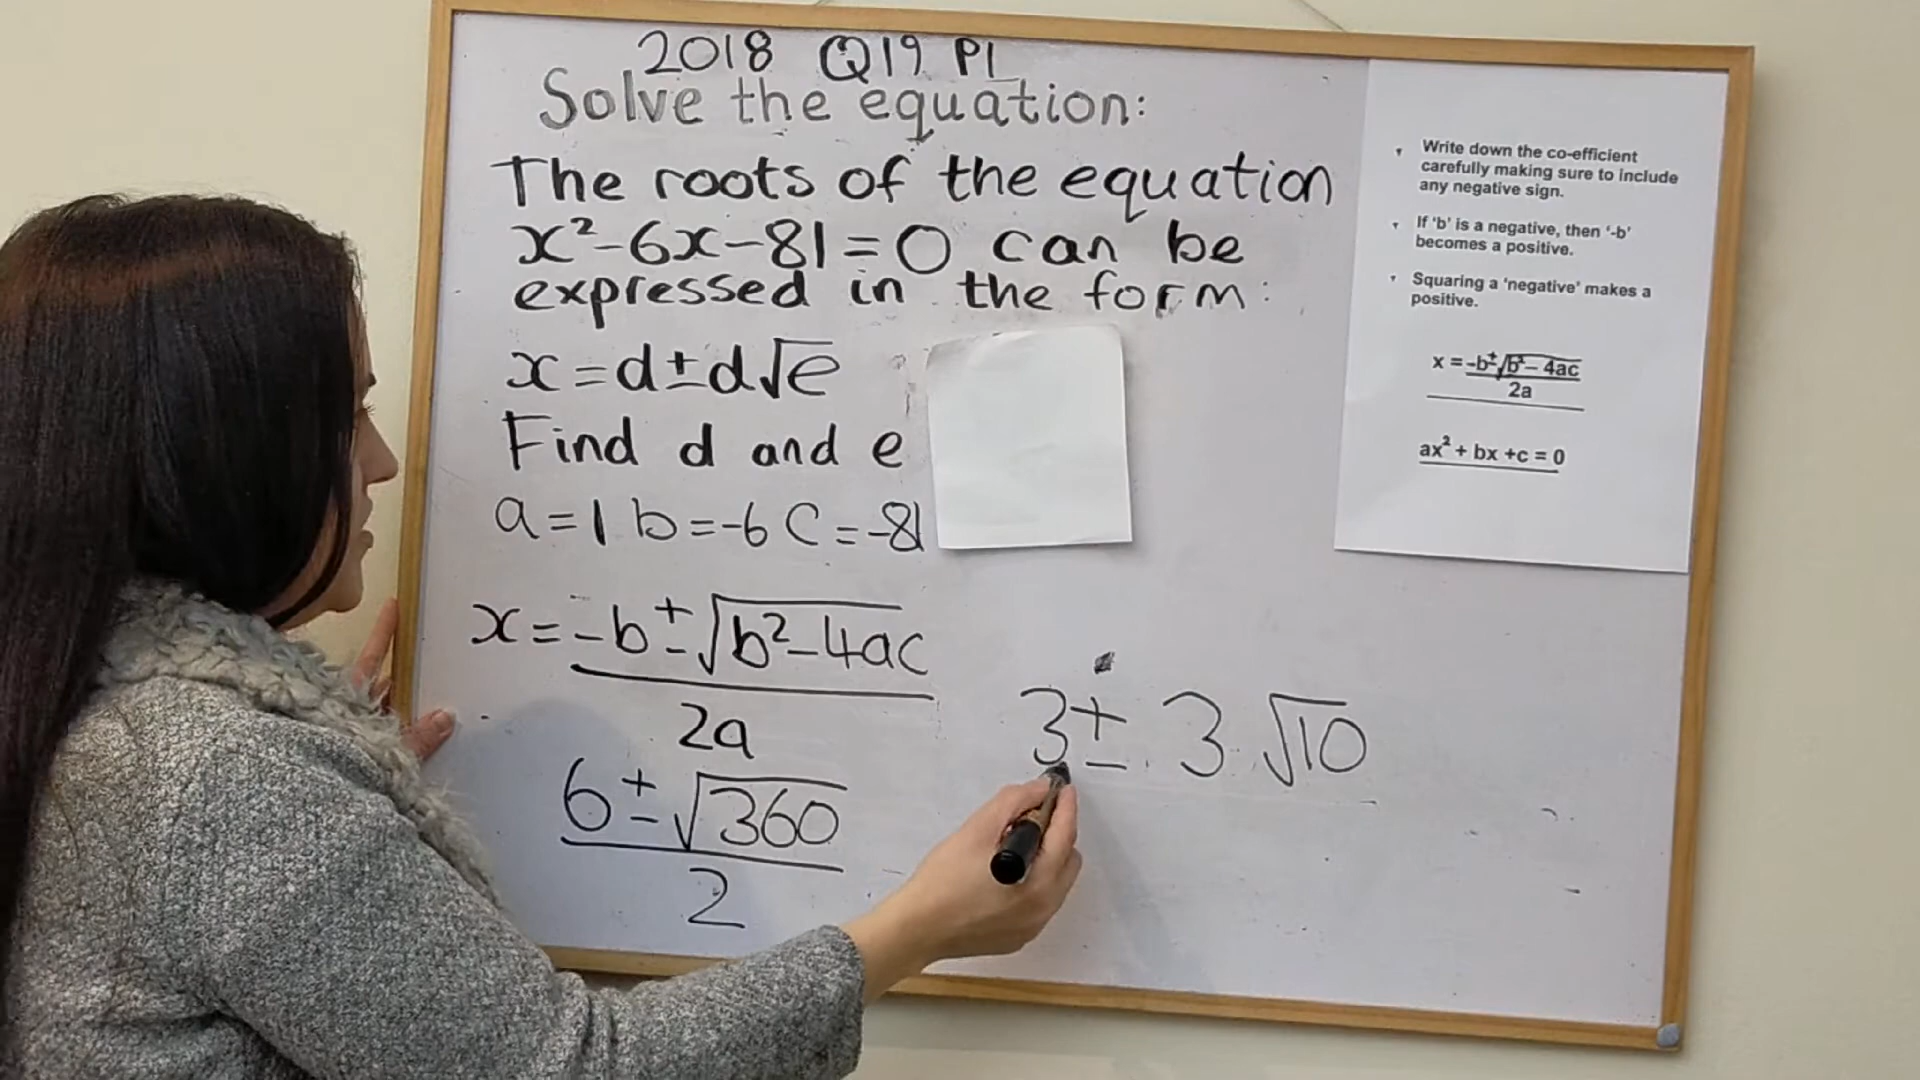 2018 Q19 P1
Solve the equation:
The roots of the equation
x²-6x-81=0 can be
expressed in the form:
x=d±d√e
Find d and e
a=1 b=-6 c=-81
x=-b±√b²-4ac
2a
6±√360
2
3±3√10
Write down the co-efficient
carefully making sure to include
any negative sign.
If ‘b’ is a negative, then ‘-b’
becomes a positive.
Squaring a ‘negative’ makes a
positive.
x = -b±√b²- 4ac
2a
ax² + bx +c = 0